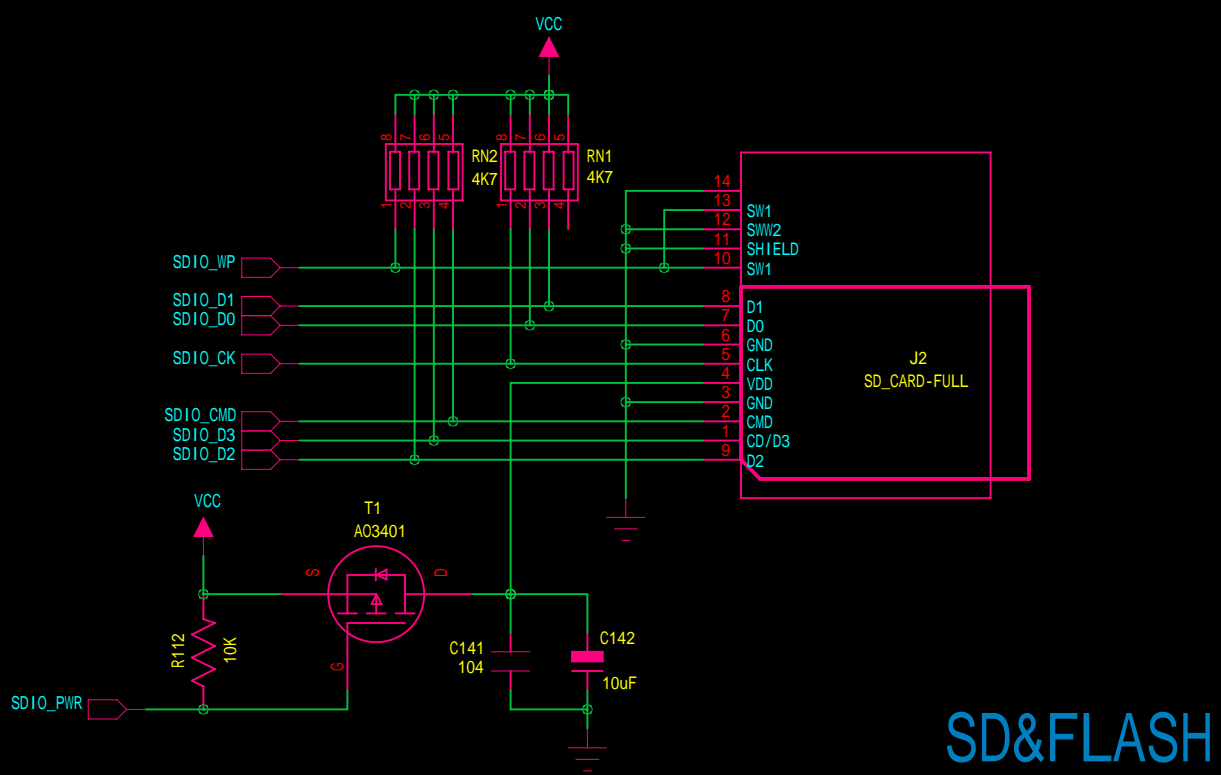 VCC
8 7 6 5
RN2
4K7
1 2 3 4
8 7 6 5
RN1
4K7
1 2 3 4
14
13 SW1
12 SWW2
11 SHIELD
10 SW1
SDIO_WP
SDIO_D1
SDIO_D0
SDIO_CK
SDIO_CMD
SDIO_D3
SDIO_D2
8 D1
7 D0
6 GND
5 CLK
4 VDD
3 GND
2 CMD
1 CD/D3
9 D2
J2
SD_CARD-FULL
VCC
T1
AO3401
S
D
G
R112
10K
SDIO_PWR
C141
104
C142
10uF
SD&FLASH